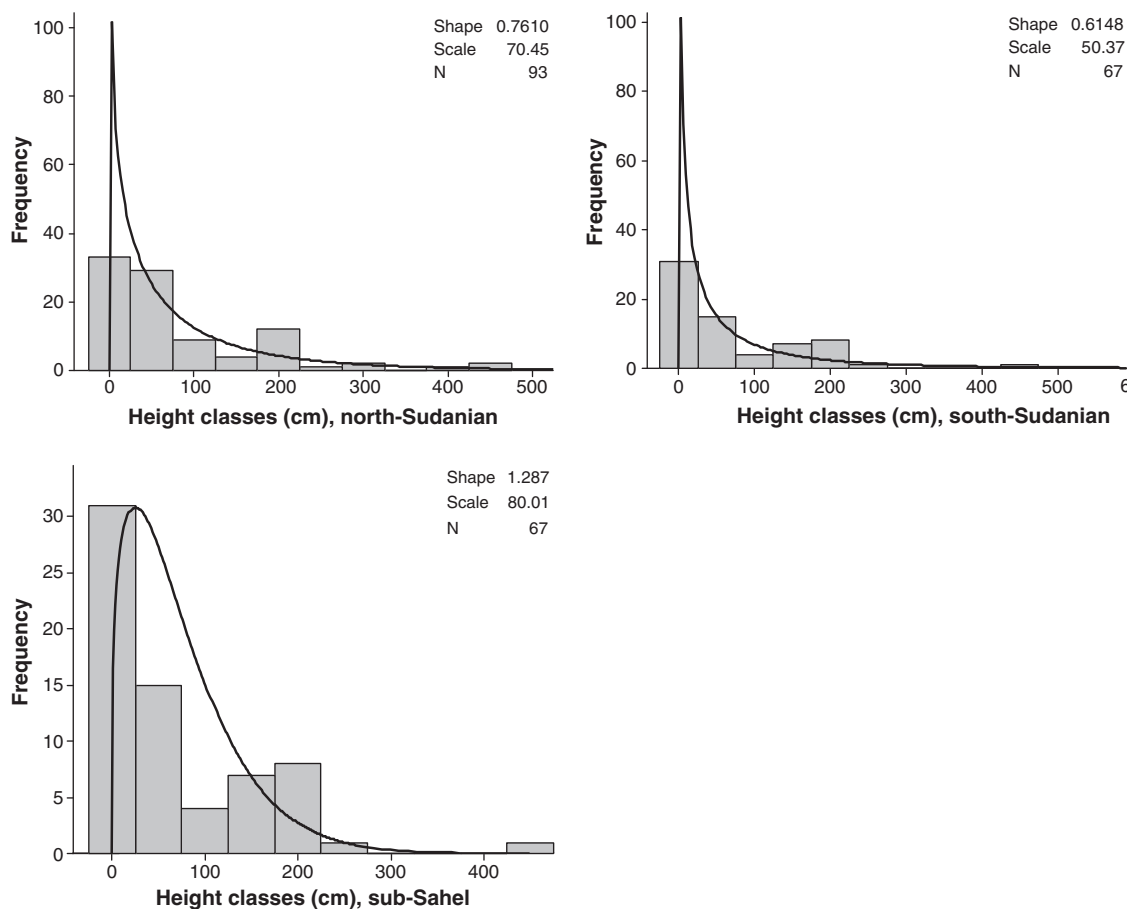 Shape 0.7610
Scale 70.45
N 93
Frequency
100
80
60
40
20
0
0 100 200 300 400 500
Height classes (cm), north-Sudanian
Shape 0.6148
Scale 50.37
N 67
Frequency
100
80
60
40
20
0
0 100 200 300 400 500 6
Height classes (cm), south-Sudanian
Shape 1.287
Scale 80.01
N 67
Frequency
30
25
20
15
10
5
0
0 100 200 300 400
Height classes (cm), sub-Sahel